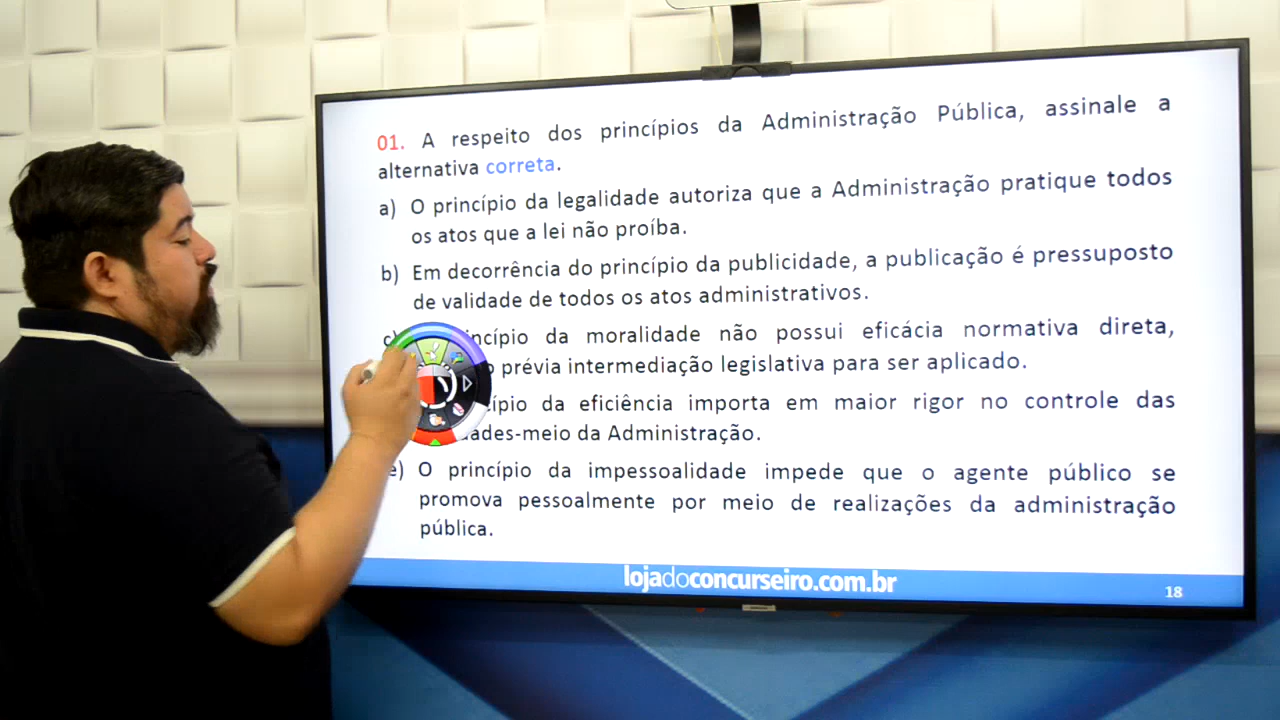 01. A respeito dos princípios da Administração Pública, assinale a
alternativa correta.
a) O princípio da legalidade autoriza que a Administração pratique todos
os atos que a lei não proíba.
b) Em decorrência do princípio da publicidade, a publicação é pressuposto
de validade de todos os atos administrativos.
da moralidade não possui eficácia normativa direta,
prévia intermediação legislativa para ser aplicado.
da eficiência importa em maior rigor no controle das
da Administração.
e) O princípio da impessoalidade impede que o agente público se
promova pessoalmente por meio de realizações da administração
pública.
lojadoconcurseiro.com.br
18